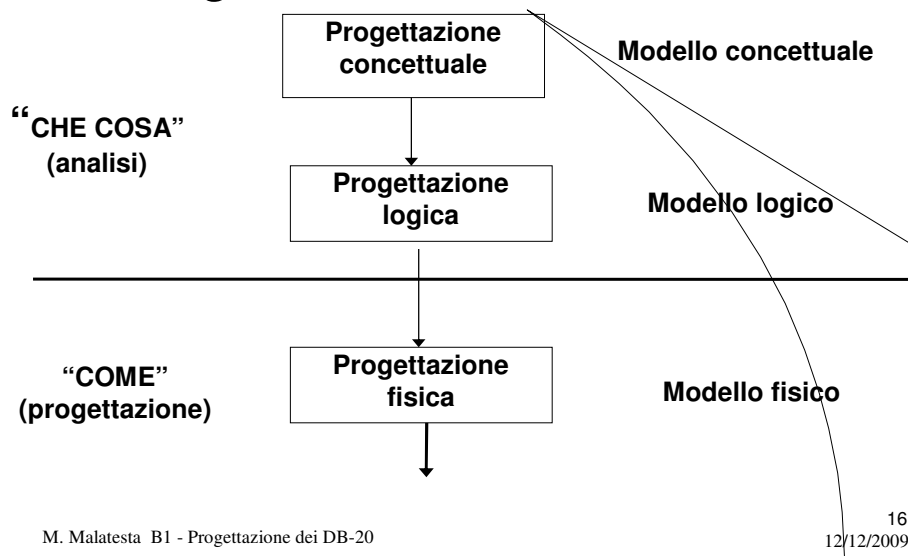 Progettazione
concettuale
Modello concettuale
“CHE COSA”
(analisi)
Progettazione
logica
Modello logico
“COME”
(progettazione)
Progettazione
fisica
Modello fisico
M. Malatesta B1 - Progettazione dei DB-20
16
12/12/2009